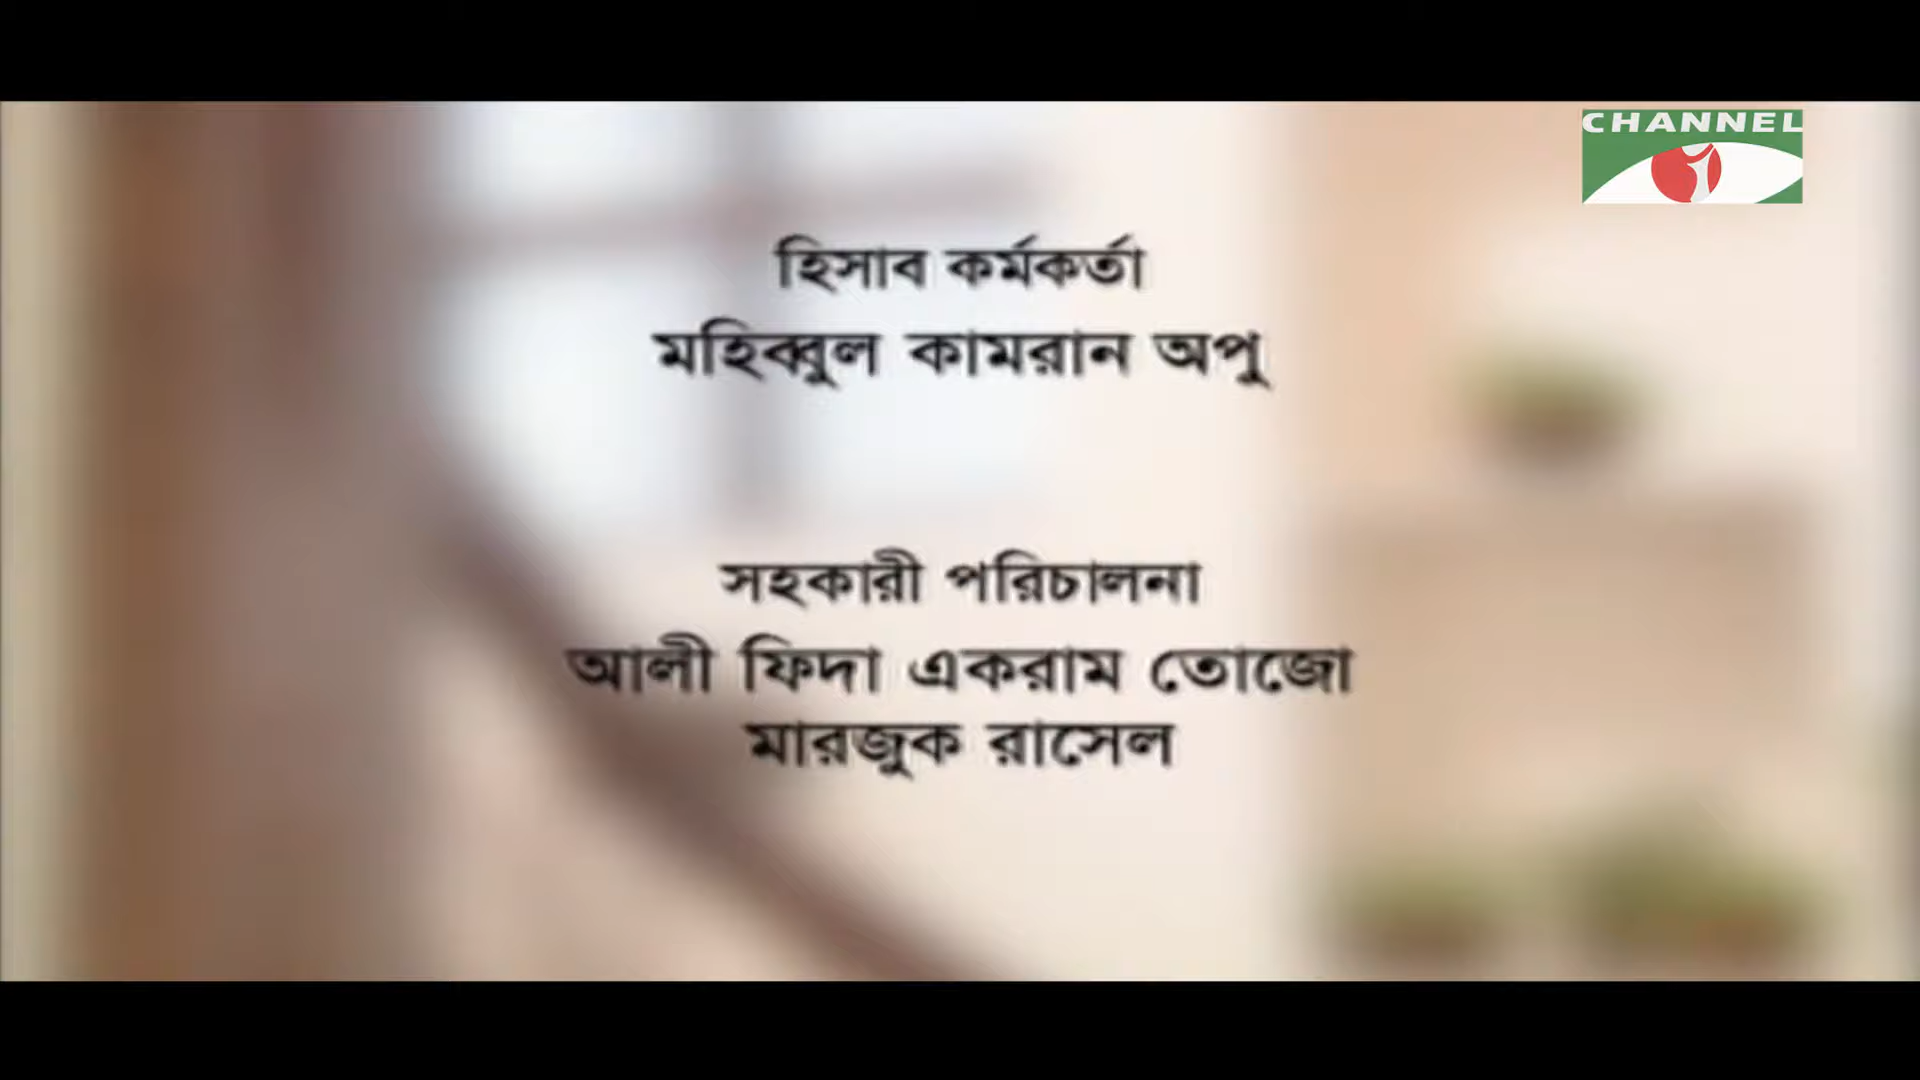 CHANNEL i
হিসাব কর্মকর্তা
মহিব্বুল কামরান অপু
সহকারী পরিচালনা
আলী ফিদা একরাম তোজো
মারজুক রাসেল